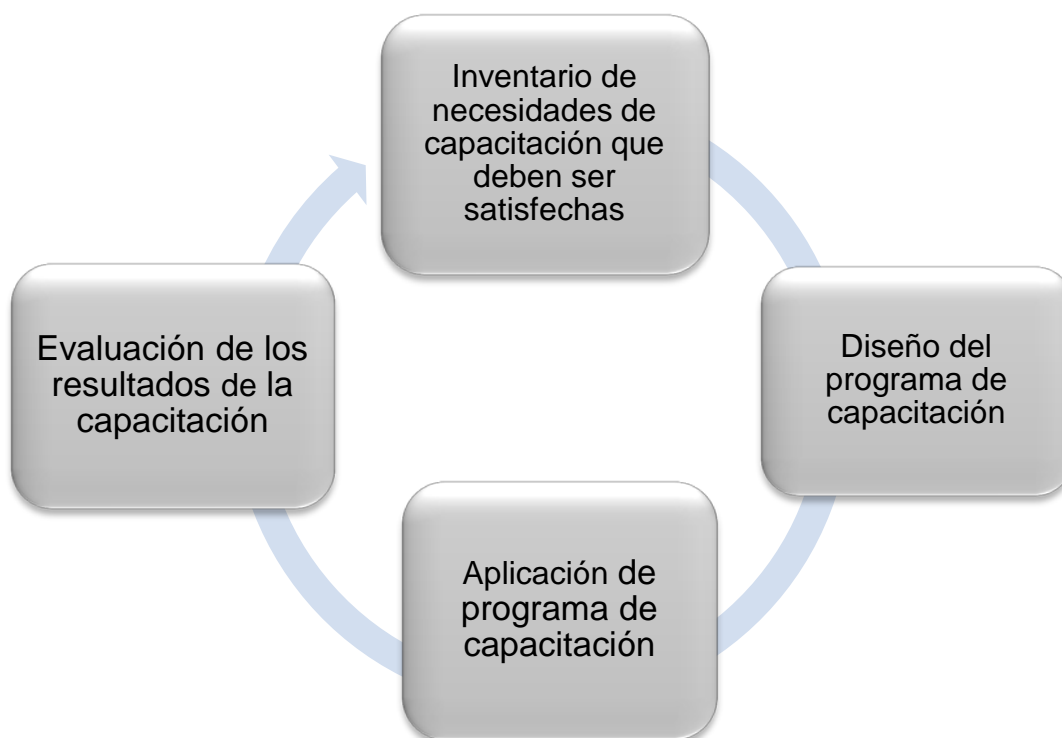 Inventario de
necesidades de
capacitación que
deben ser
satisfechas
Diseño del
programa de
capacitación
Aplicación de
programa de
capacitación
Evaluación de los
resultados de la
capacitación